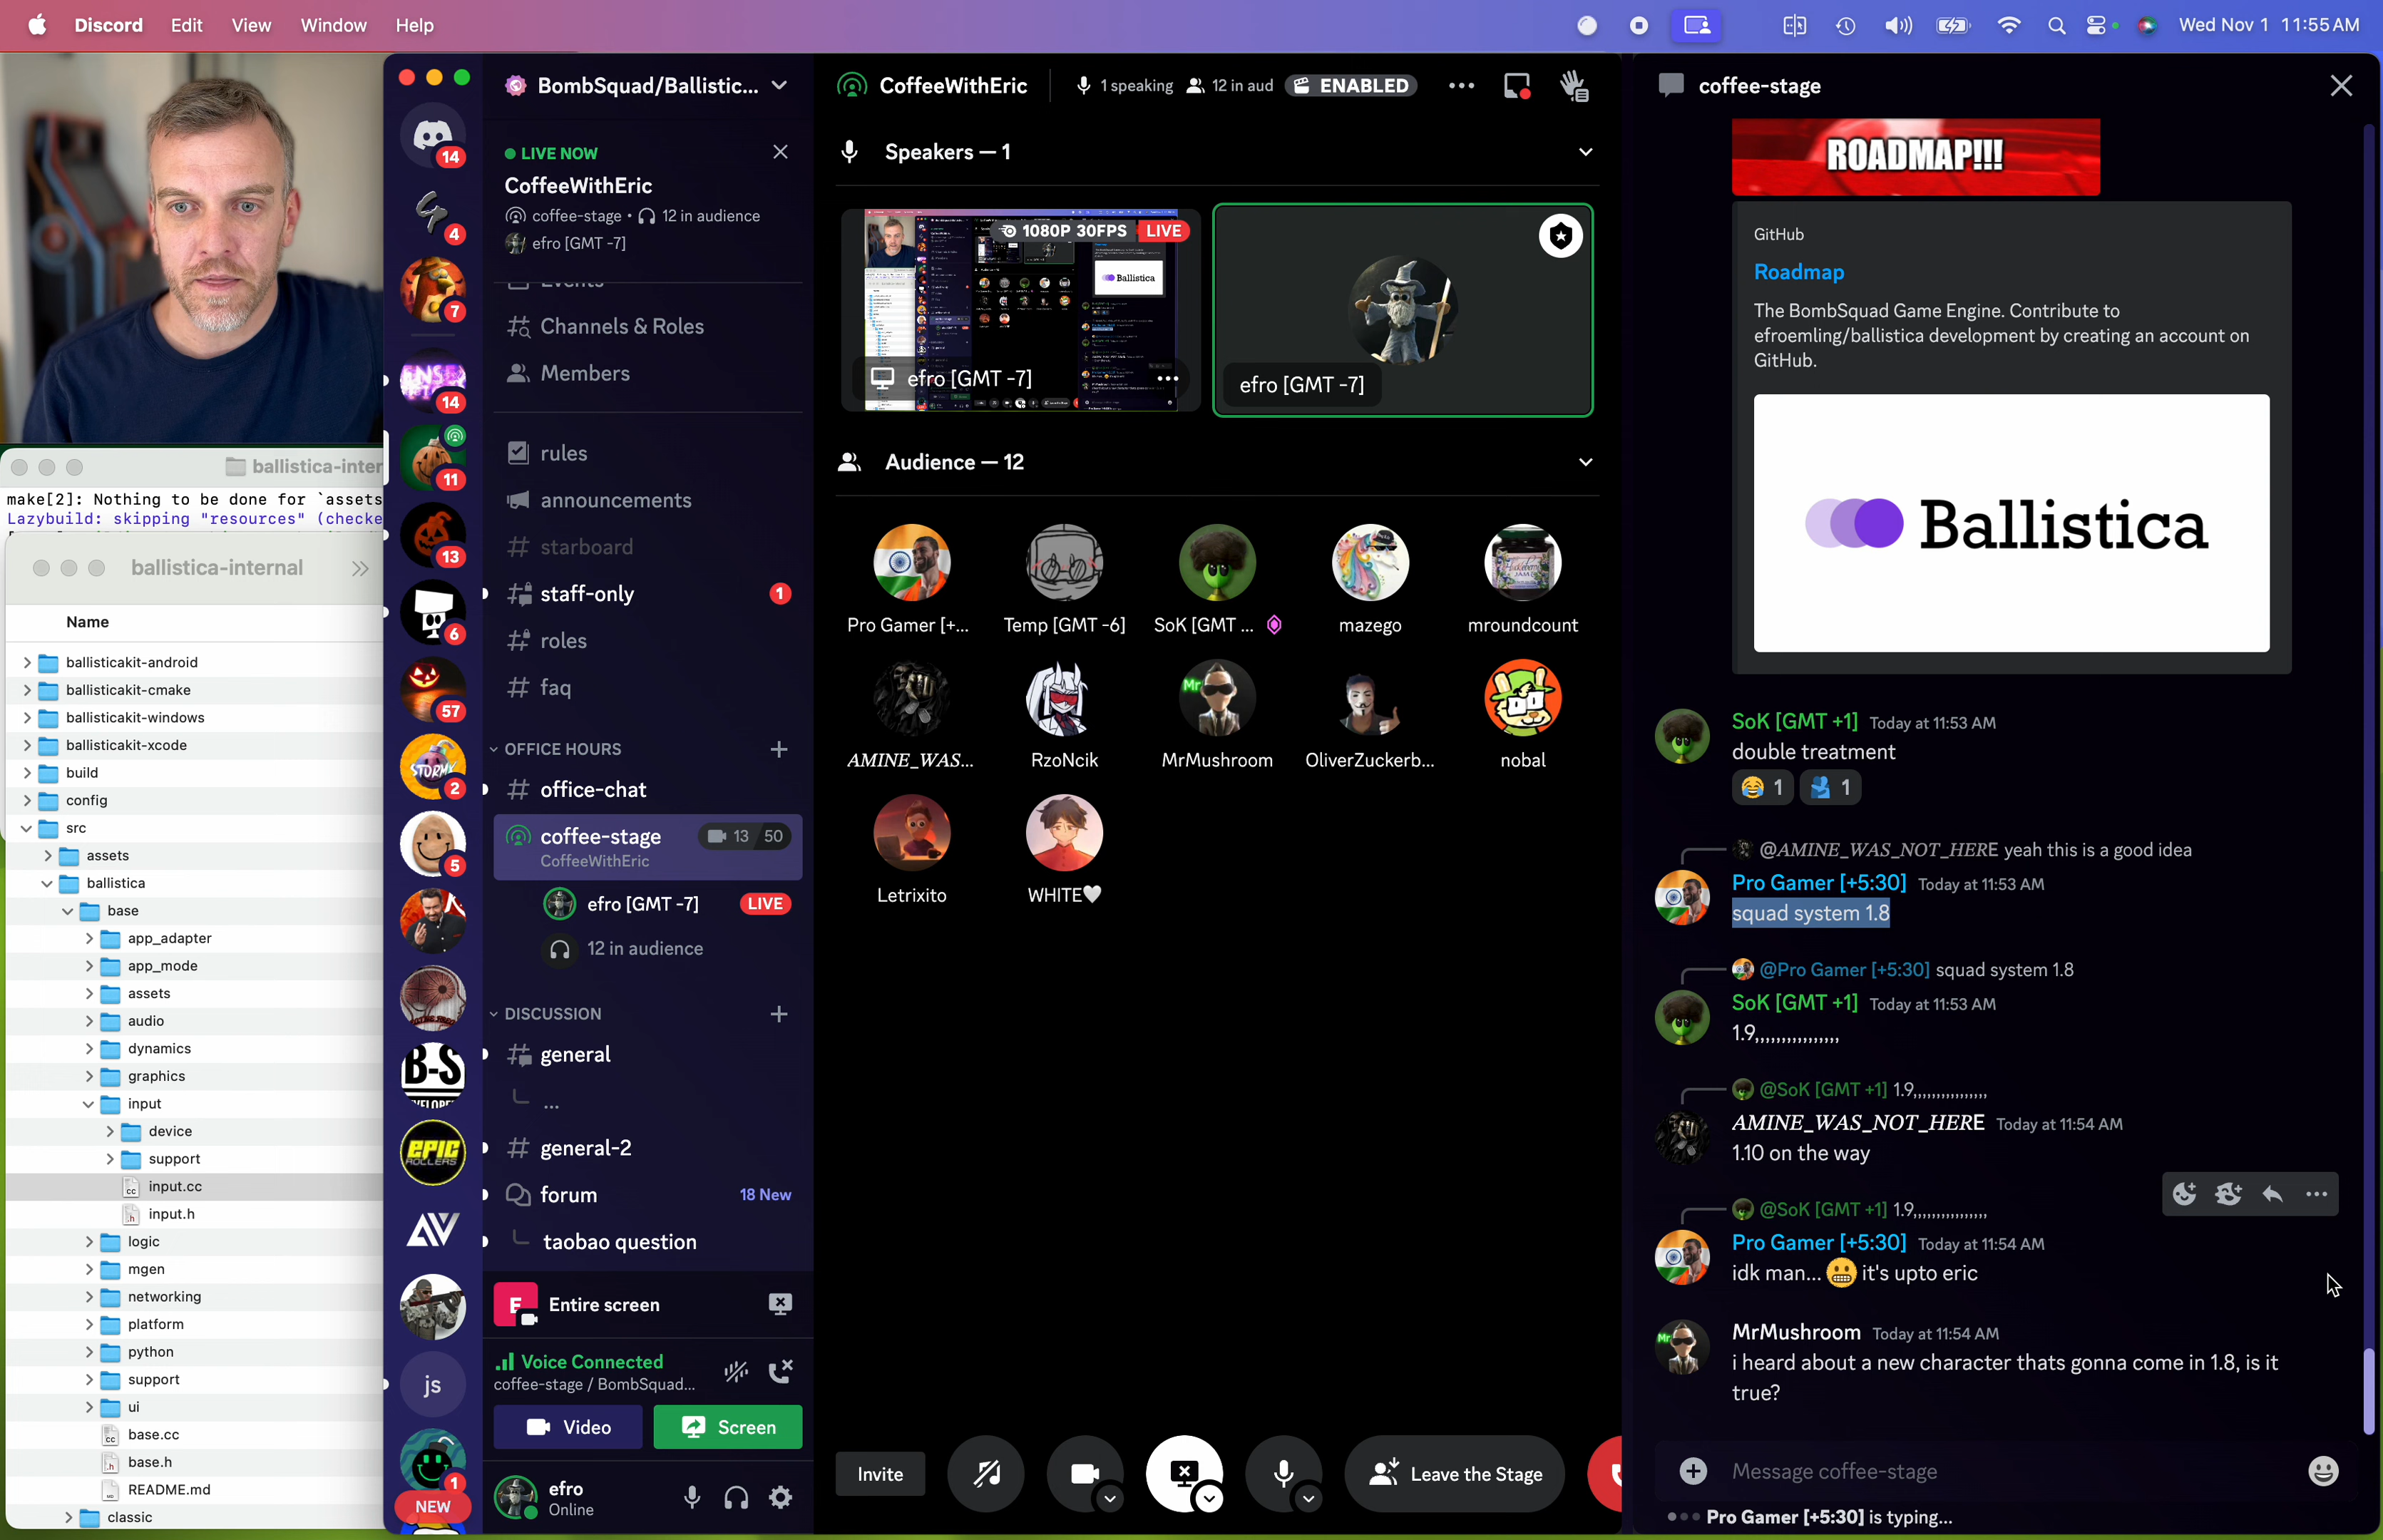 Discord Edit View Window Help
Wed Nov 1 11:55 AM
ballistica-inter
make[2]: Nothing to be done for `assets
Lazybuild: skipping "resources" (checke
ballistica-internal
Name
ballisticakit-android
ballisticakit-cmake
ballisticakit-windows
ballisticakit-xcode
build
config
src
assets
ballistica
base
app_adapter
app_mode
assets
audio
dynamics
graphics
input
device
support
input.cc
input.h
logic
mgen
networking
platform
python
support
ui
base.cc
base.h
README.md
classic
14
4
7
14
11
13
6
57
STORMY
2
5
B-S
EPIC
ROLLERS
js
1
NEW
BombSquad/Ballistic...
LIVE NOW
CoffeeWithEric
coffee-stage • 12 in audience
efro [GMT -7]
Events
Channels & Roles
Members
rules
announcements
starboard
staff-only 1
roles
faq
OFFICE HOURS
office-chat
coffee-stage 13 50
CoffeeWithEric
efro [GMT -7] LIVE
12 in audience
DISCUSSION
general
...
general-2
forum 18 New
taobao question
E Entire screen
Voice Connected
coffee-stage / BombSquad...
Video Screen
efro
Online
CoffeeWithEric 1 speaking 12 in aud ENABLED
Speakers — 1
1080P 30FPS LIVE
Ballistica
efro [GMT -7]
efro [GMT -7]
Audience — 12
Pro Gamer [+... Temp [GMT -6] SoK [GMT ... mazego mroundcount
Mr
AMINE_WAS... RzoNcik MrMushroom OliverZuckerb... nobal
Letrixito WHITE🤍
Invite Leave the Stage
coffee-stage
ROADMAP!!!
GitHub
Roadmap
The BombSquad Game Engine. Contribute to
efroemling/ballistica development by creating an account on
GitHub.
Ballistica
SoK [GMT +1] Today at 11:53 AM
double treatment
😂 1 🫂 1
@AMINE_WAS_NOT_HERE yeah this is a good idea
Pro Gamer [+5:30] Today at 11:53 AM
squad system 1.8
@Pro Gamer [+5:30] squad system 1.8
SoK [GMT +1] Today at 11:53 AM
1.9,,,,,,,,,,,,,,,,
@SoK [GMT +1] 1.9,,,,,,,,,,,,,,,,
AMINE_WAS_NOT_HERE Today at 11:54 AM
1.10 on the way
@SoK [GMT +1] 1.9,,,,,,,,,,,,,,,,
Pro Gamer [+5:30] Today at 11:54 AM
idk man... 😬 it's upto eric
Mr
MrMushroom Today at 11:54 AM
i heard about a new character thats gonna come in 1.8, is it
true?
Message coffee-stage
Pro Gamer [+5:30] is typing...